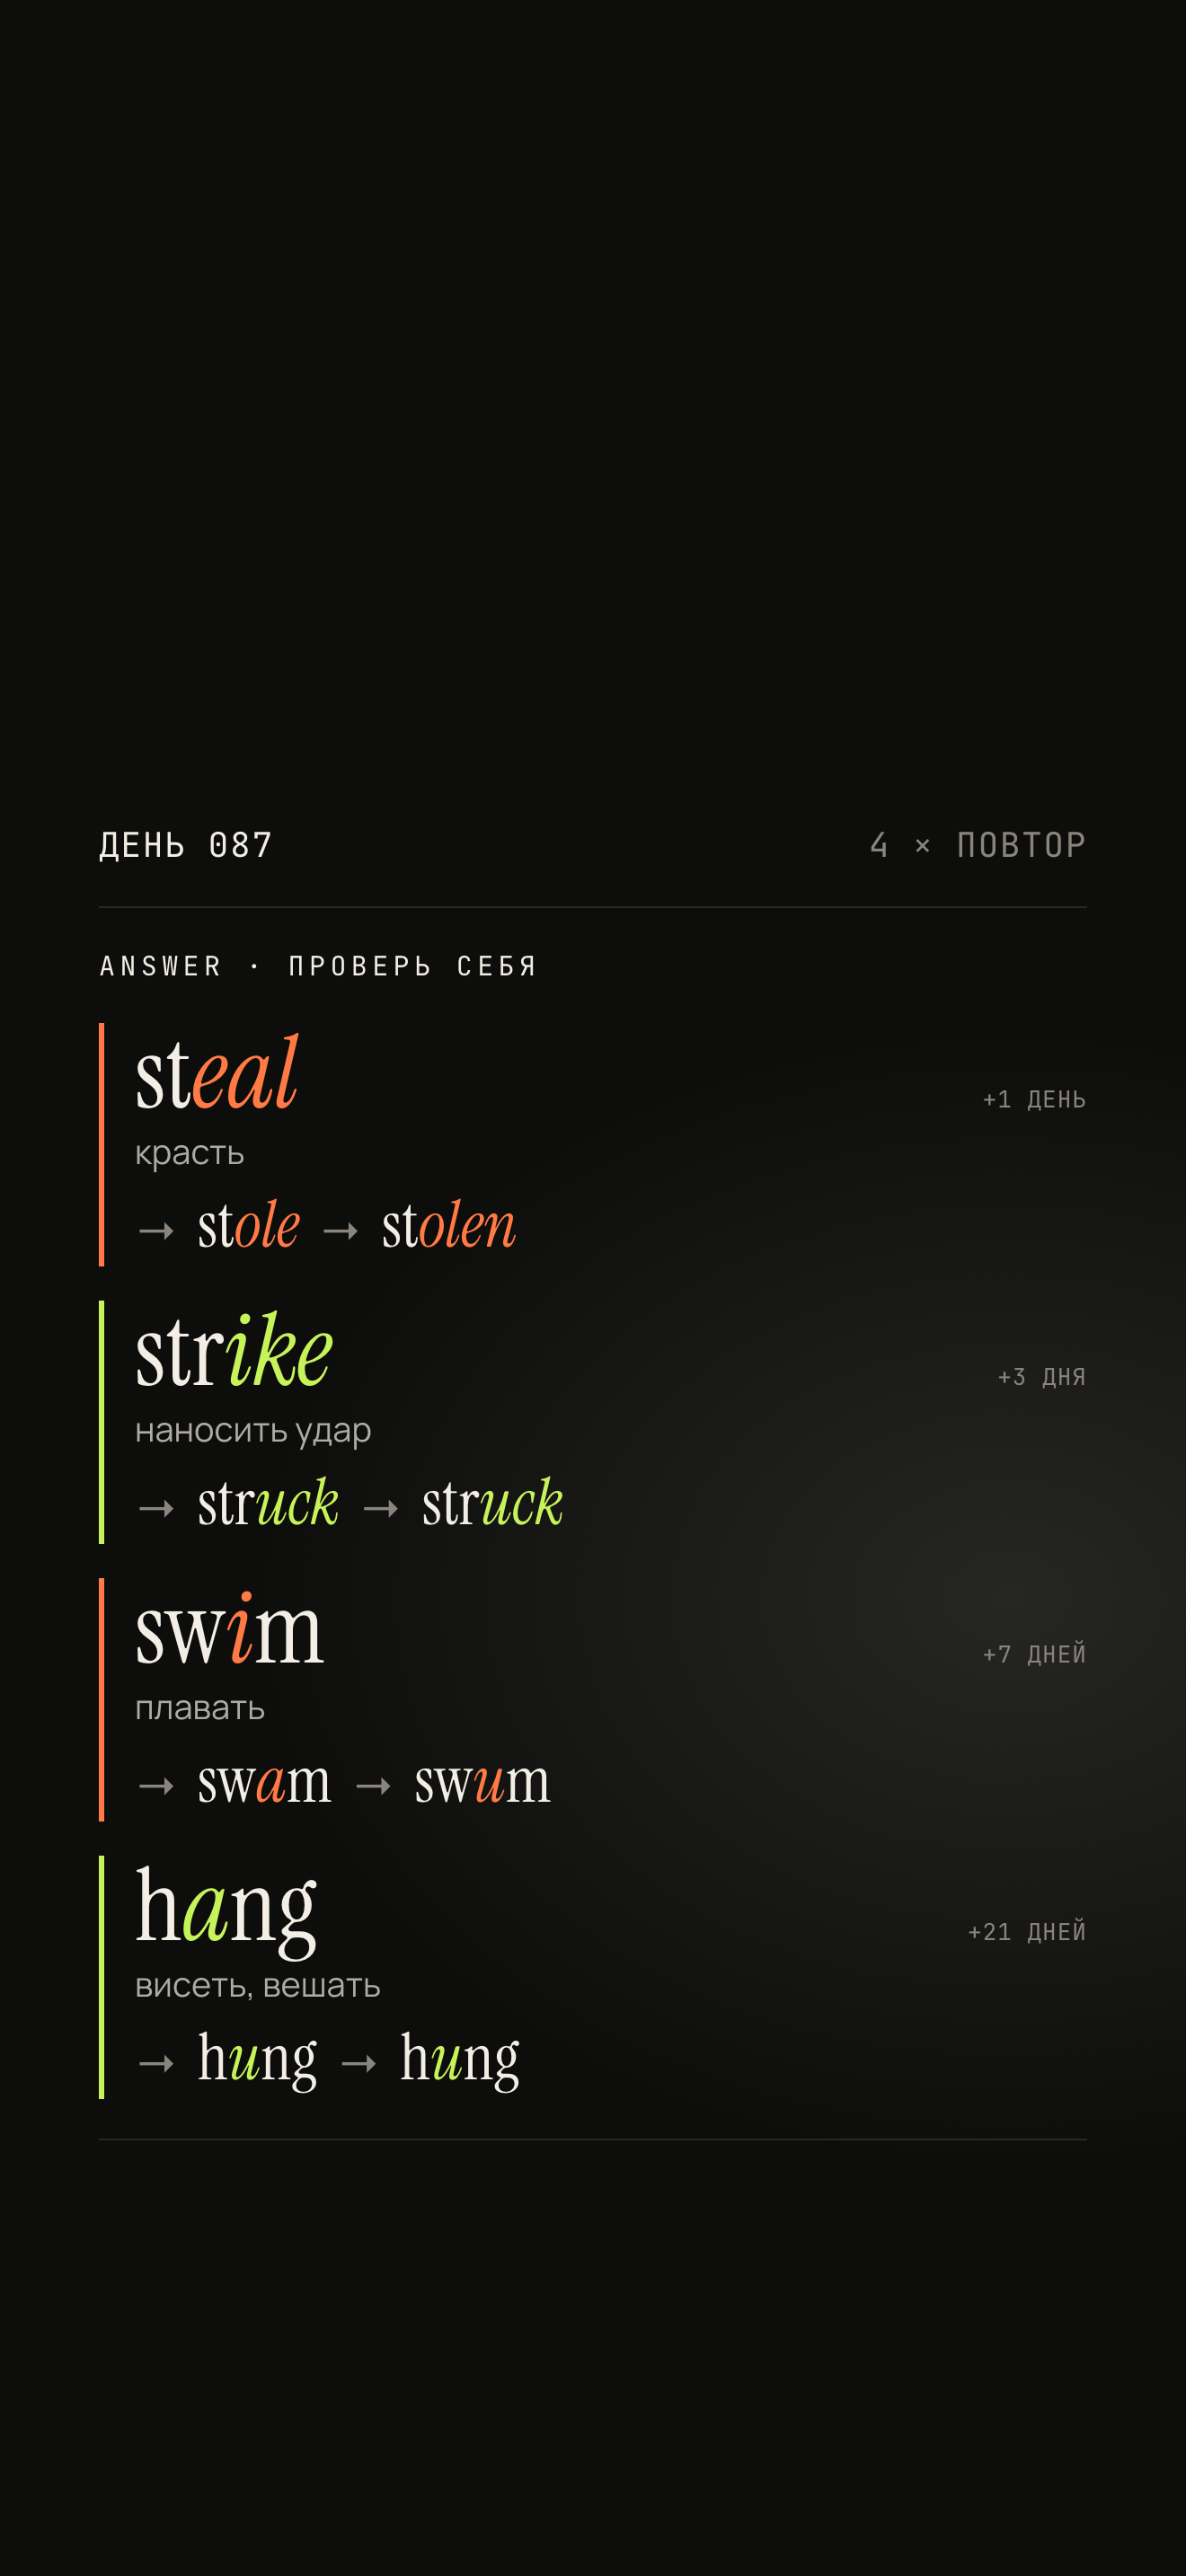 ДЕНЬ 087 4 × ПОВТОР
ANSWER · ПРОВЕРЬ СЕБЯ
steal +1 ДЕНЬ
красть
→ stole → stolen
strike +3 ДНЯ
наносить удар
→ struck → struck
swim +7 ДНЕЙ
плавать
→ swam → swum
hang +21 ДНЕЙ
висеть, вешать
→ hung → hung